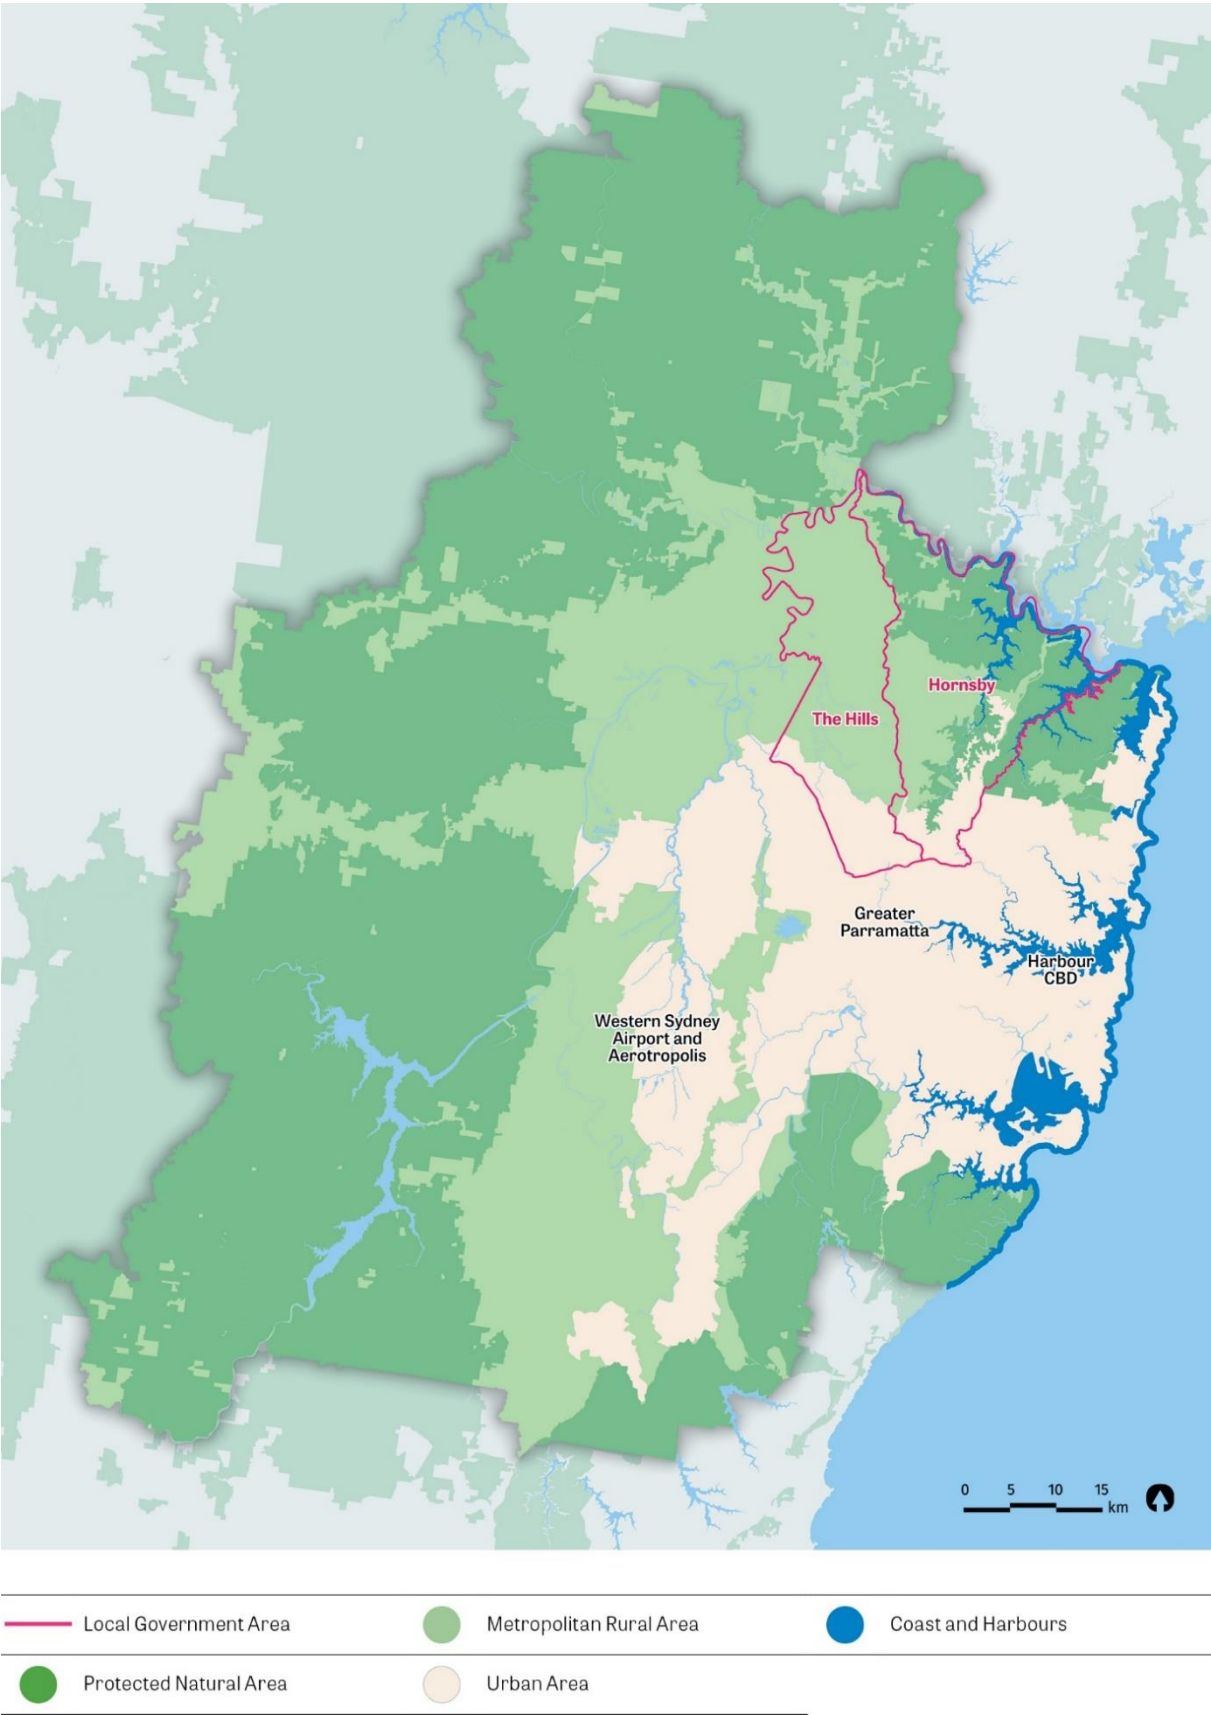 Hornsby
The Hills
Greater
Parramatta
Harbour
CBD
Western Sydney
Airport and
Aerotropolis
0 5 10 15
km
Local Government Area
Metropolitan Rural Area
Coast and Harbours
Protected Natural Area
Urban Area